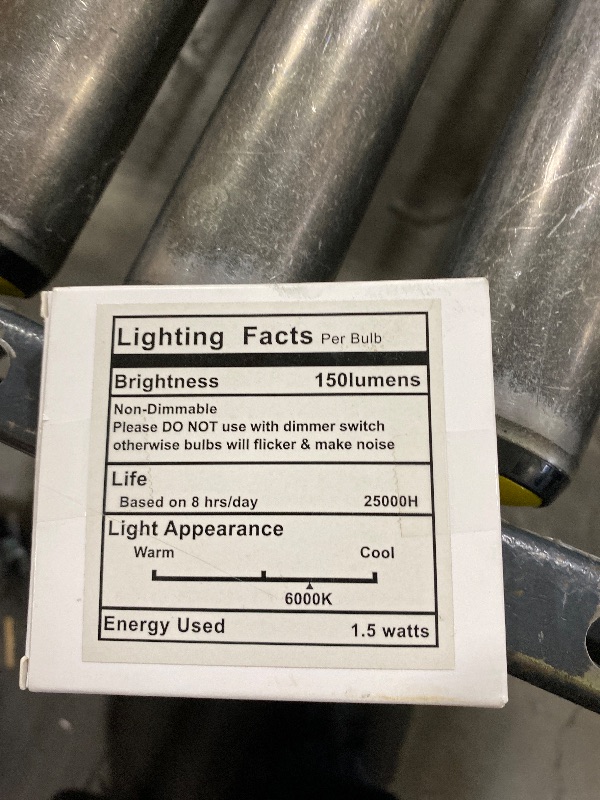 Lighting Facts Per Bulb
Brightness 150lumens
Non-Dimmable
Please DO NOT use with dimmer switch
otherwise bulbs will flicker & make noise
Life
Based on 8 hrs/day 25000H
Light Appearance
Warm Cool
6000K
Energy Used 1.5 watts